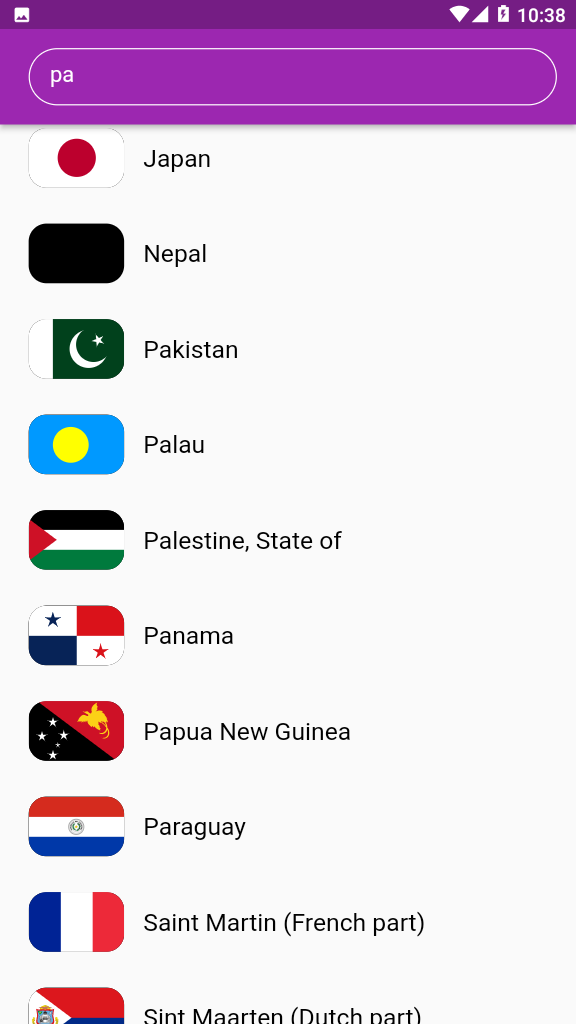 10:38
pa
Japan
Nepal
Pakistan
Palau
Palestine, State of
Panama
Papua New Guinea
Paraguay
Saint Martin (French part)
Sint Maarten (Dutch part)